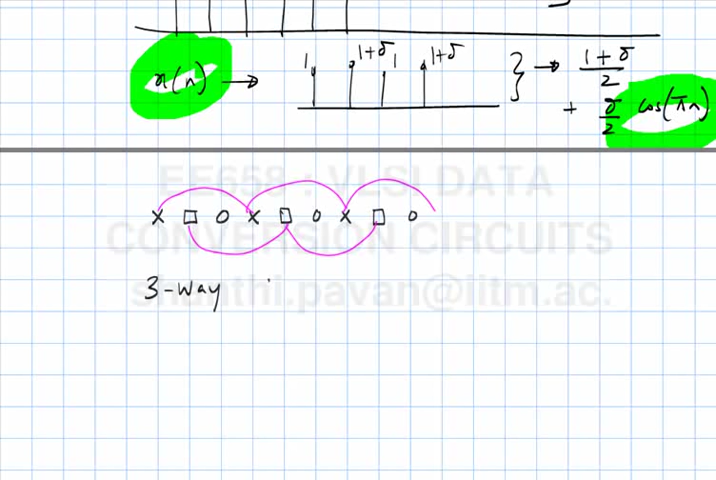 1 1+δ 1 1+δ
x(n) → } → 1+δ/2
+ δ/2 cos(πn)
EE658 : VLSI DATA
x □ o x □ o x □ o
CONVERSION CIRCUITS
3-way
shanthi.pavan@iitm.ac.